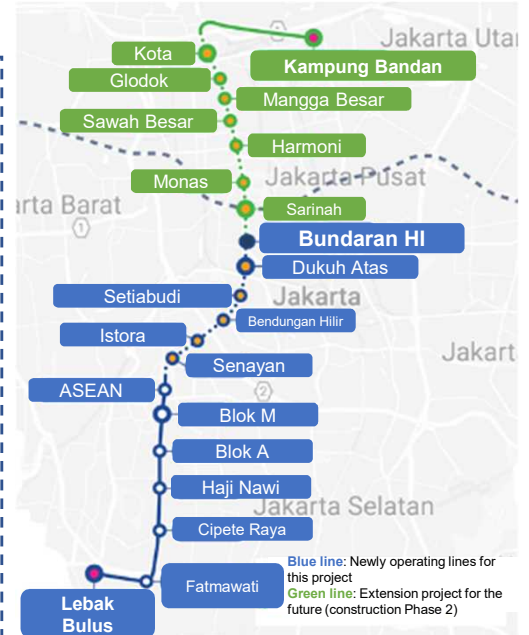 Jakarta Utar
Kota
Kampung Bandan
Glodok
Mangga Besar
Sawah Besar
Harmoni
Monas
Jakarta Pusat
arta Barat
Sarinah
1
Bundaran HI
Dukuh Atas
Setiabudi
Jakarta
Bendungan Hilir
Istora
Jakart
Senayan
ASEAN
2
Blok M
Blok A
Haji Nawi
Jakarta Selatan
Cipete Raya
Blue line: Newly operating lines for
this project
Green line: Extension project for the
future (construction Phase 2)
Fatmawati
Lebak
Bulus